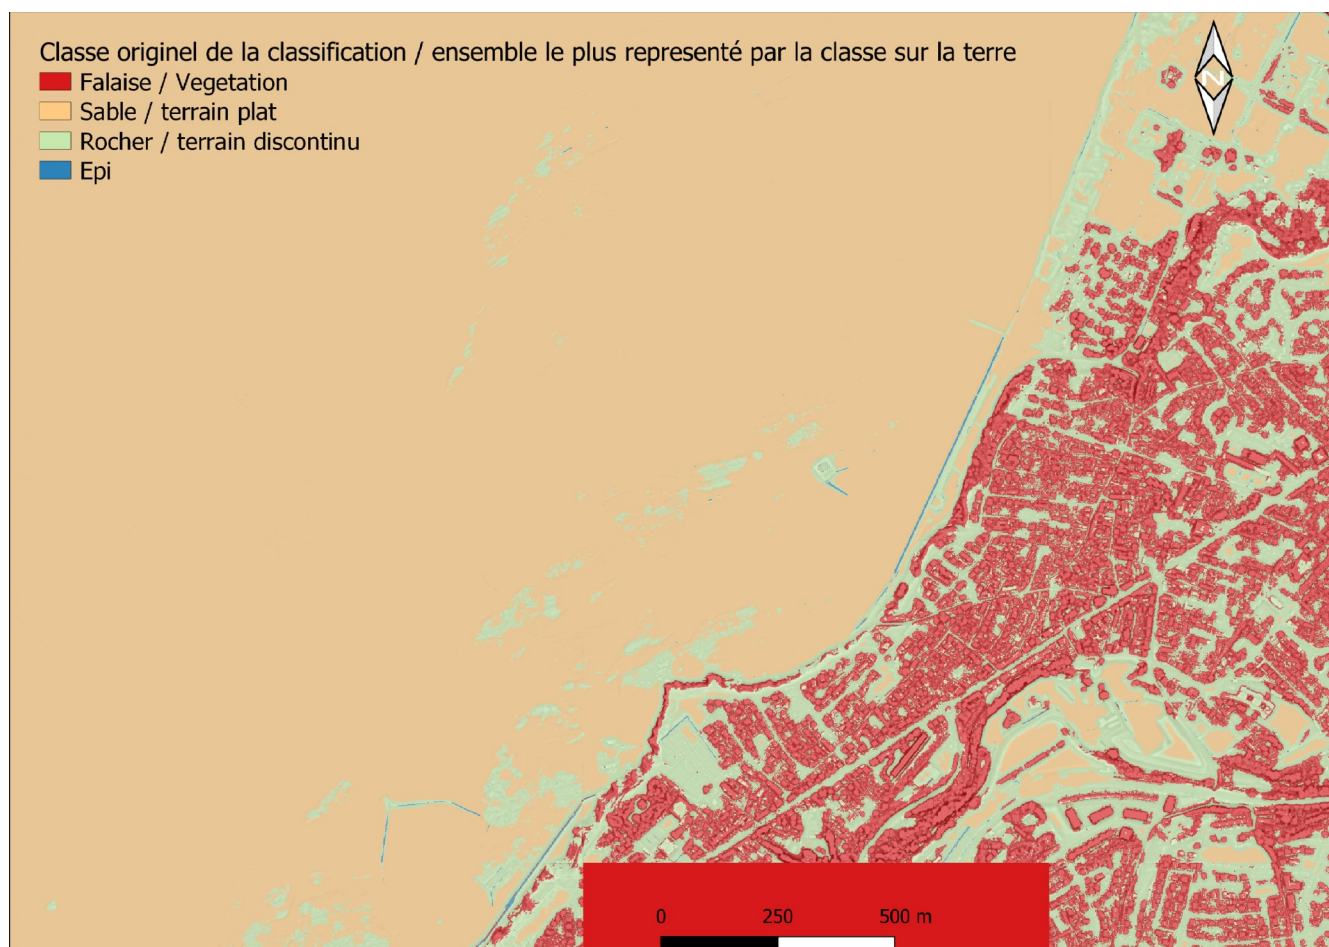 Classe originel de la classification / ensemble le plus representé par la classe sur la terre
Falaise / Vegetation
Sable / terrain plat
Rocher / terrain discontinu
Epi
N
0 250 500 m